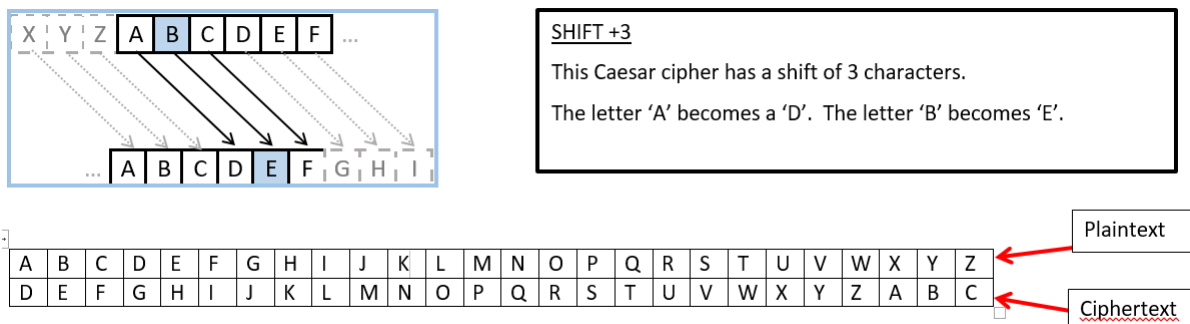 X Y Z A B C D E F ...
... A B C D E F G H I
SHIFT +3
This Caesar cipher has a shift of 3 characters.
The letter ‘A’ becomes a ‘D’. The letter ‘B’ becomes ‘E’.
Plaintext
A B C D E F G H I J K L M N O P Q R S T U V W X Y Z
D E F G H I J K L M N O P Q R S T U V W X Y Z A B C
Ciphertext